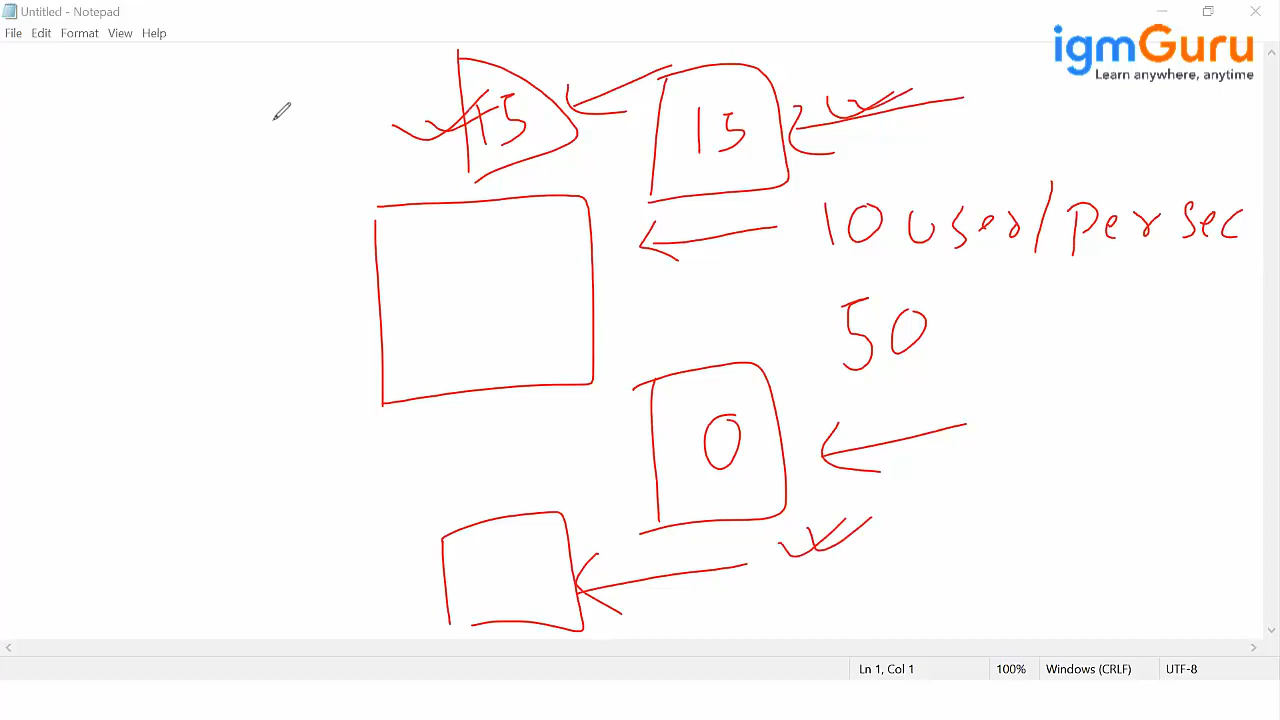 Untitled - Notepad
File Edit Format View Help
igmGuru
Learn anywhere, anytime
15 15
10 user/per sec
50
0
Ln 1, Col 1 100% Windows (CRLF) UTF-8